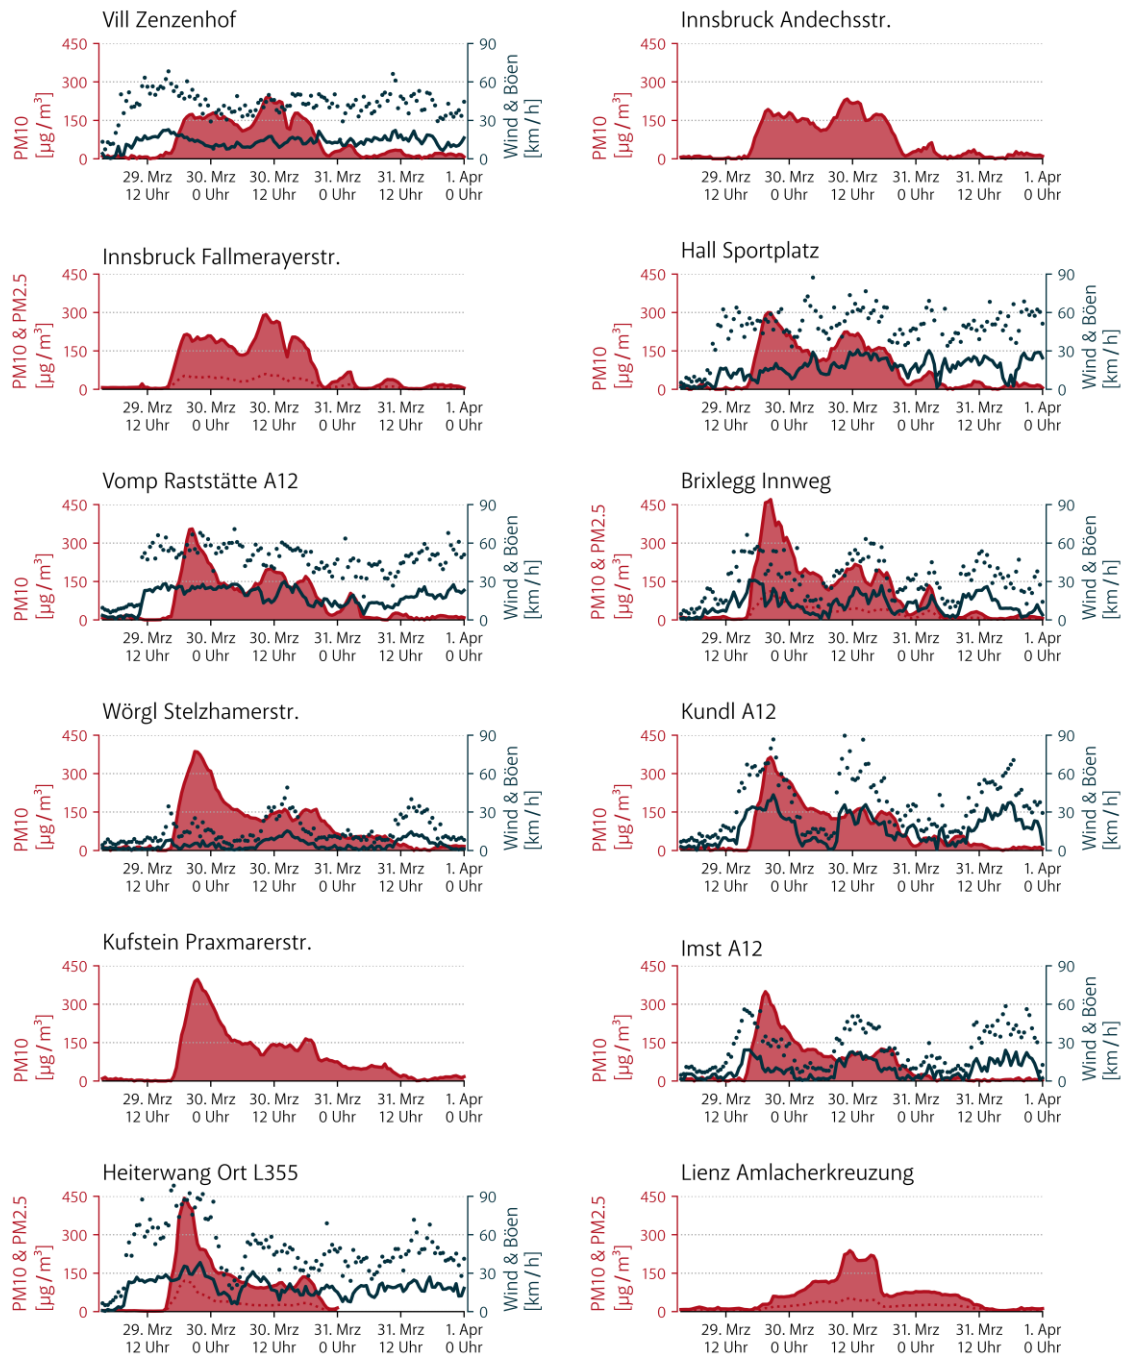 Vill Zenzenhof
PM10
[µg / m³]
450
300
150
0
90
60
30
0
Wind & Böen
[km / h]
29. Mrz 30. Mrz 30. Mrz 31. Mrz 31. Mrz 1. Apr
12 Uhr 0 Uhr 12 Uhr 0 Uhr 12 Uhr 0 Uhr
Innsbruck Andechsstr.
PM10
[µg / m³]
450
300
150
0
29. Mrz 30. Mrz 30. Mrz 31. Mrz 31. Mrz 1. Apr
12 Uhr 0 Uhr 12 Uhr 0 Uhr 12 Uhr 0 Uhr
Innsbruck Fallmerayerstr.
PM10 & PM2.5
[µg / m³]
450
300
150
0
29. Mrz 30. Mrz 30. Mrz 31. Mrz 31. Mrz 1. Apr
12 Uhr 0 Uhr 12 Uhr 0 Uhr 12 Uhr 0 Uhr
Hall Sportplatz
PM10
[µg / m³]
450
300
150
0
90
60
30
0
Wind & Böen
[km / h]
29. Mrz 30. Mrz 30. Mrz 31. Mrz 31. Mrz 1. Apr
12 Uhr 0 Uhr 12 Uhr 0 Uhr 12 Uhr 0 Uhr
Vomp Raststätte A12
PM10
[µg / m³]
450
300
150
0
90
60
30
0
Wind & Böen
[km / h]
29. Mrz 30. Mrz 30. Mrz 31. Mrz 31. Mrz 1. Apr
12 Uhr 0 Uhr 12 Uhr 0 Uhr 12 Uhr 0 Uhr
Brixlegg Innweg
PM10 & PM2.5
[µg / m³]
450
300
150
0
90
60
30
0
Wind & Böen
[km / h]
29. Mrz 30. Mrz 30. Mrz 31. Mrz 31. Mrz 1. Apr
12 Uhr 0 Uhr 12 Uhr 0 Uhr 12 Uhr 0 Uhr
Wörgl Stelzhamerstr.
PM10
[µg / m³]
450
300
150
0
90
60
30
0
Wind & Böen
[km / h]
29. Mrz 30. Mrz 30. Mrz 31. Mrz 31. Mrz 1. Apr
12 Uhr 0 Uhr 12 Uhr 0 Uhr 12 Uhr 0 Uhr
Kundl A12
PM10
[µg / m³]
450
300
150
0
90
60
30
0
Wind & Böen
[km / h]
29. Mrz 30. Mrz 30. Mrz 31. Mrz 31. Mrz 1. Apr
12 Uhr 0 Uhr 12 Uhr 0 Uhr 12 Uhr 0 Uhr
Kufstein Praxmarerstr.
PM10
[µg / m³]
450
300
150
0
29. Mrz 30. Mrz 30. Mrz 31. Mrz 31. Mrz 1. Apr
12 Uhr 0 Uhr 12 Uhr 0 Uhr 12 Uhr 0 Uhr
Imst A12
PM10
[µg / m³]
450
300
150
0
90
60
30
0
Wind & Böen
[km / h]
29. Mrz 30. Mrz 30. Mrz 31. Mrz 31. Mrz 1. Apr
12 Uhr 0 Uhr 12 Uhr 0 Uhr 12 Uhr 0 Uhr
Heiterwang Ort L355
PM10 & PM2.5
[µg / m³]
450
300
150
0
90
60
30
0
Wind & Böen
[km / h]
29. Mrz 30. Mrz 30. Mrz 31. Mrz 31. Mrz 1. Apr
12 Uhr 0 Uhr 12 Uhr 0 Uhr 12 Uhr 0 Uhr
Lienz Amlacherkreuzung
PM10 & PM2.5
[µg / m³]
450
300
150
0
29. Mrz 30. Mrz 30. Mrz 31. Mrz 31. Mrz 1. Apr
12 Uhr 0 Uhr 12 Uhr 0 Uhr 12 Uhr 0 Uhr